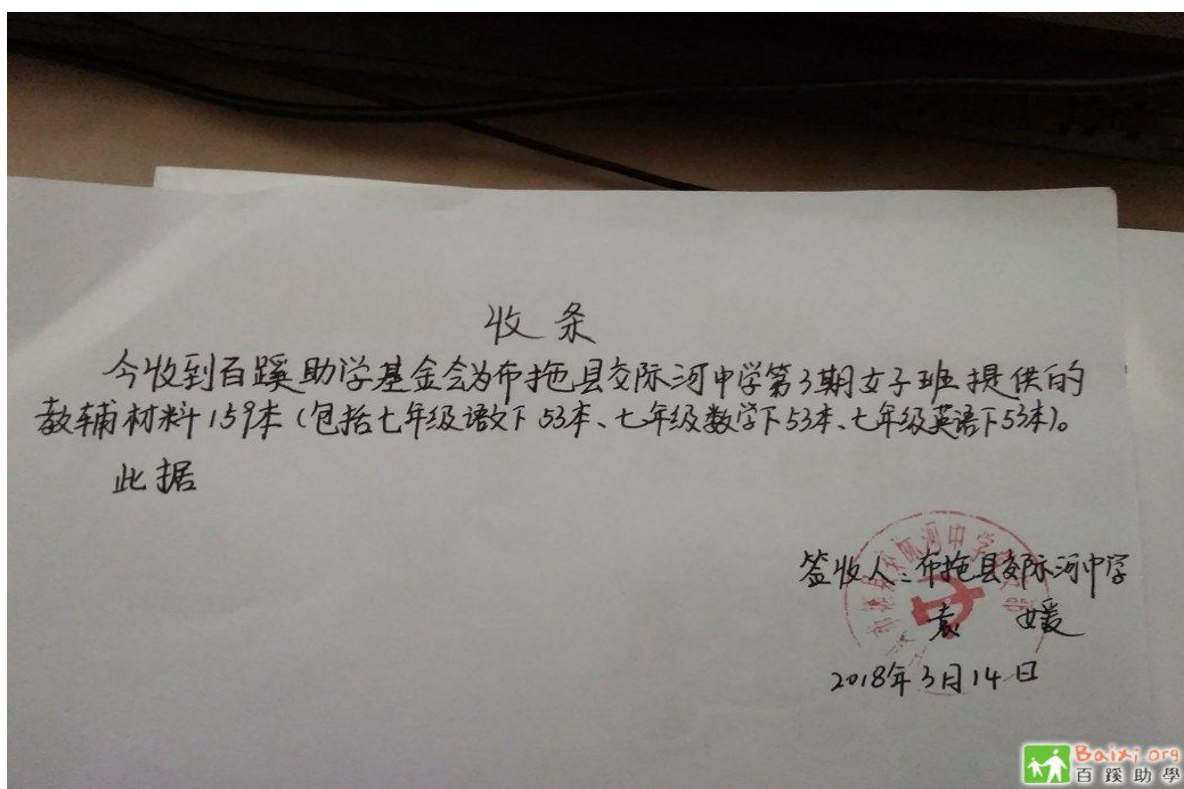 收条
今收到百蹊助学基金会为布拖县交际河中学第3期女子班提供的
教辅材料159本(包括七年级语文下53本、七年级数学下53本、七年级英语下53本)。
此据
签收人:布拖县交际河中学
袁 媛
2018年3月14日
Baixi.org
百蹊助學